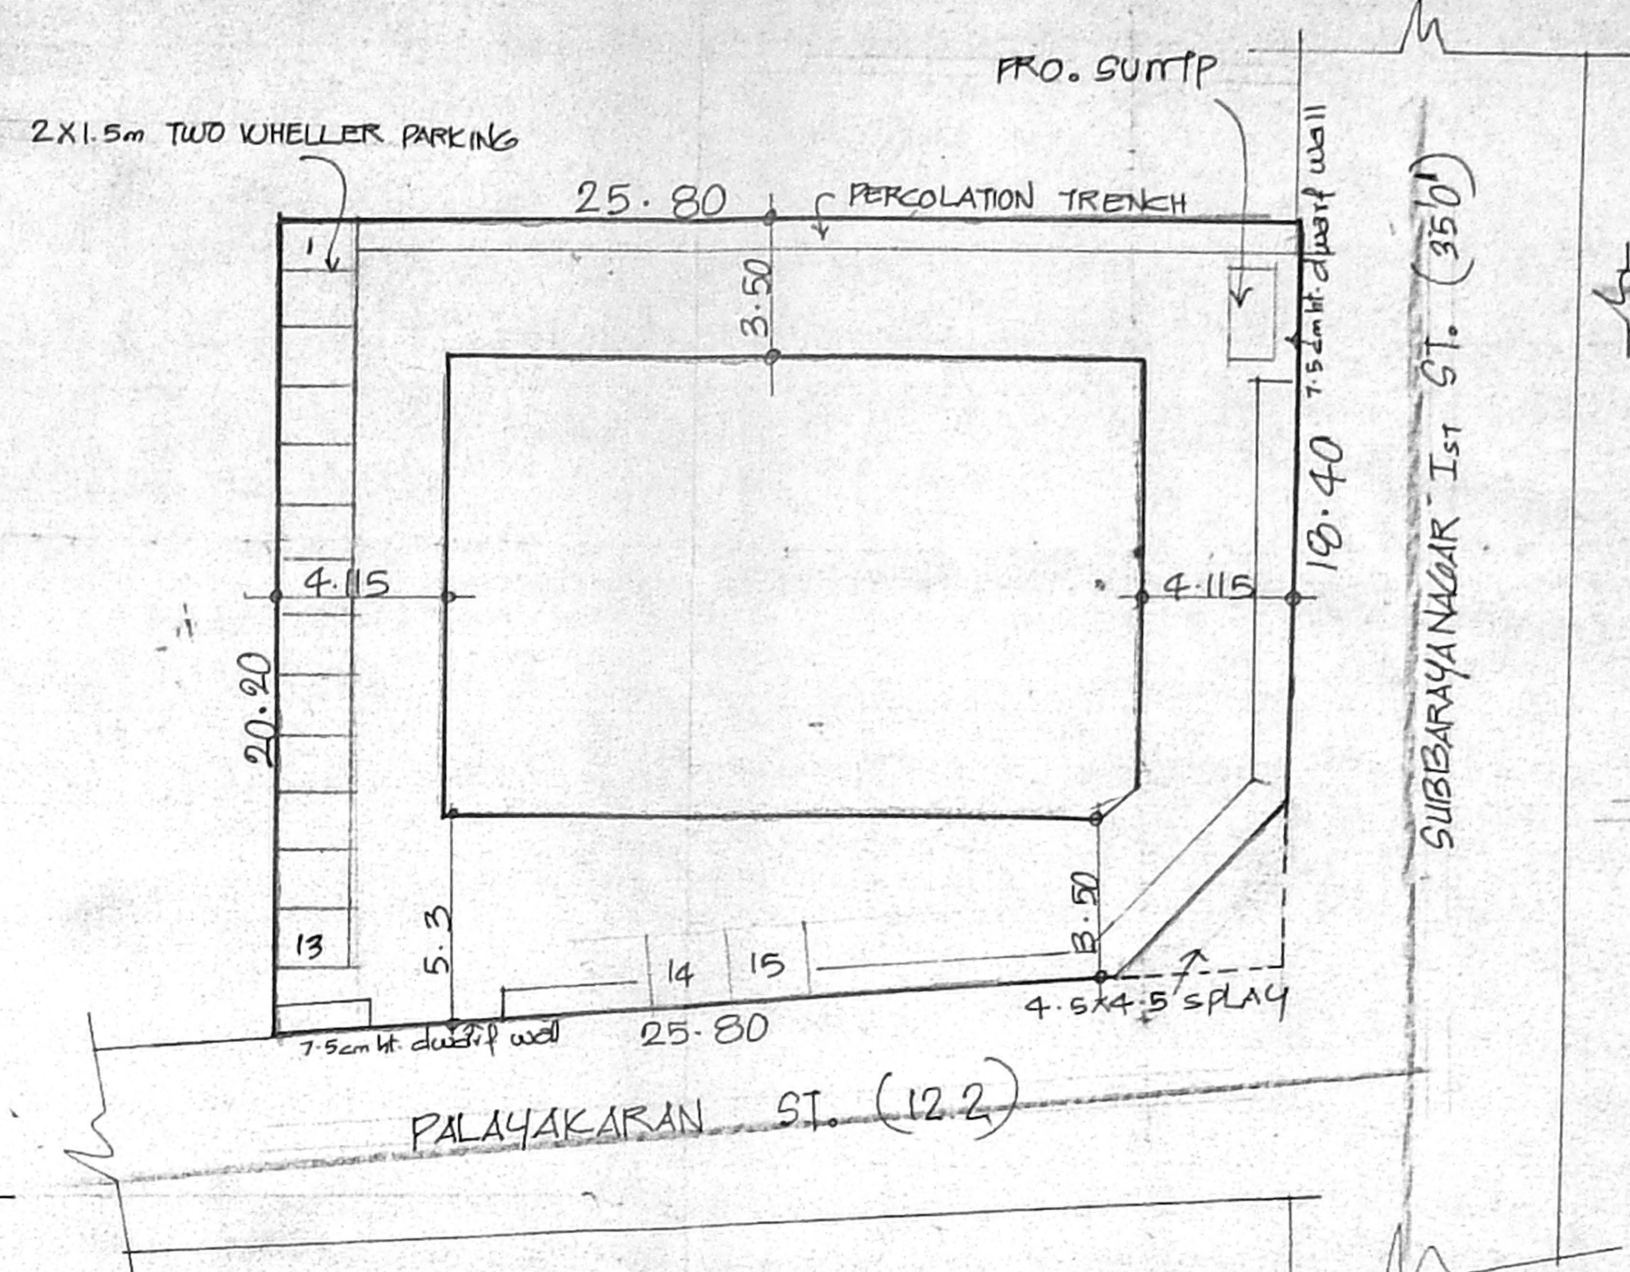 FRO. SUMP
2X1.5m TWO WHELLER PARKING
25.80
PERCOLATION TRENCH
1
3.50
7.5cm ht. dwarf wall
SUBBARAYANAGAR IST ST. (35'0")
18.40
4.115
4.115
20.20
13
5.3
14
15
3.50
4.5x4.5 SPLAY
7.5cm ht. dwarf wall
25.80
PALAYAKARAN ST. (12.2)